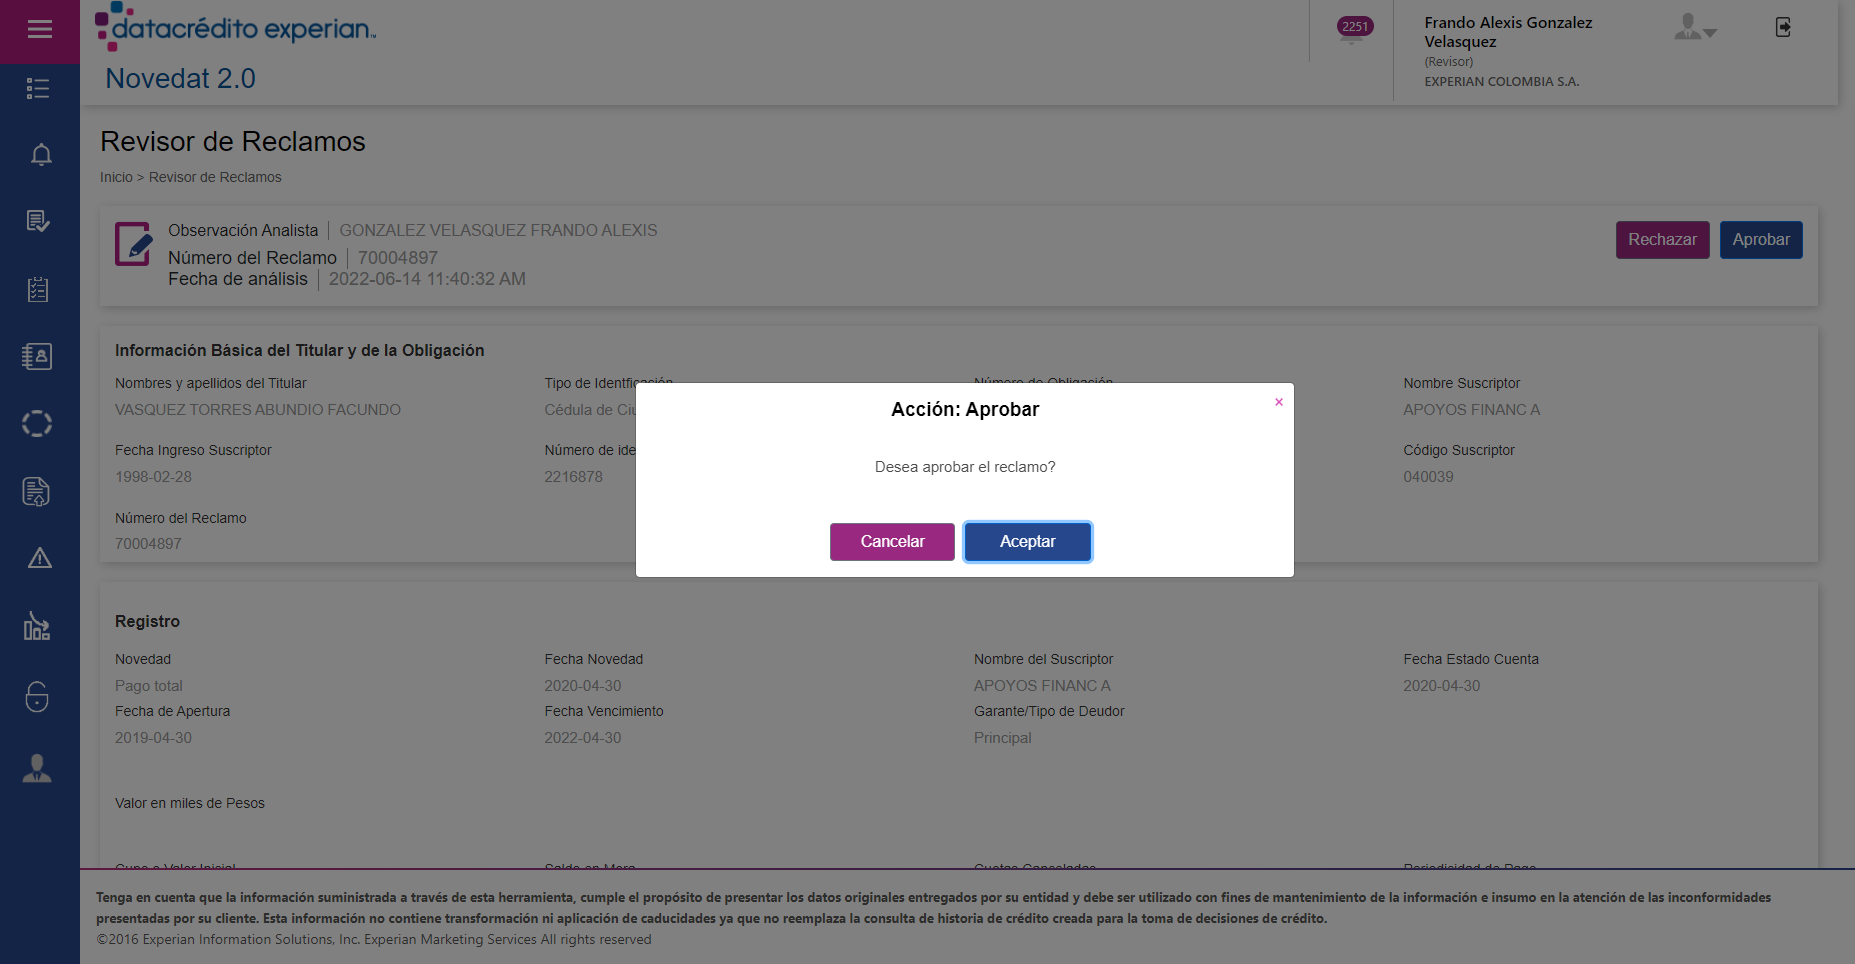 datacrédito experian™
Novedat 2.0
2251
Frando Alexis Gonzalez
Velasquez
(Revisor)
EXPERIAN COLOMBIA S.A.
Revisor de Reclamos
Inicio > Revisor de Reclamos
Observación Analista | GONZALEZ VELASQUEZ FRANDO ALEXIS
Número del Reclamo | 70004897
Fecha de análisis | 2022-06-14 11:40:32 AM
Rechazar Aprobar
Información Básica del Titular y de la Obligación
Nombres y apellidos del Titular Tipo de Identficación Número de Obligación Nombre Suscriptor
VASQUEZ TORRES ABUNDIO FACUNDO Cédula de Ciu APOYOS FINANC A
Fecha Ingreso Suscriptor Número de ide Código Suscriptor
1998-02-28 2216878 040039
Número del Reclamo
70004897
Acción: Aprobar ×
Desea aprobar el reclamo?
Cancelar Aceptar
Registro
Novedad Fecha Novedad Nombre del Suscriptor Fecha Estado Cuenta
Pago total 2020-04-30 APOYOS FINANC A 2020-04-30
Fecha de Apertura Fecha Vencimiento Garante/Tipo de Deudor
2019-04-30 2022-04-30 Principal
Valor en miles de Pesos
Cupo o Valor Inicial Saldo en Mora Cuotas Canceladas Periodicidad de Pago
Tenga en cuenta que la información suministrada a través de esta herramienta, cumple el propósito de presentar los datos originales entregados por su entidad y debe ser utilizado con fines de mantenimiento de la información e insumo en la atención de las inconformidades
presentadas por su cliente. Esta información no contiene transformación ni aplicación de caducidades ya que no reemplaza la consulta de historia de crédito creada para la toma de decisiones de crédito.
©2016 Experian Information Solutions, Inc. Experian Marketing Services All rights reserved